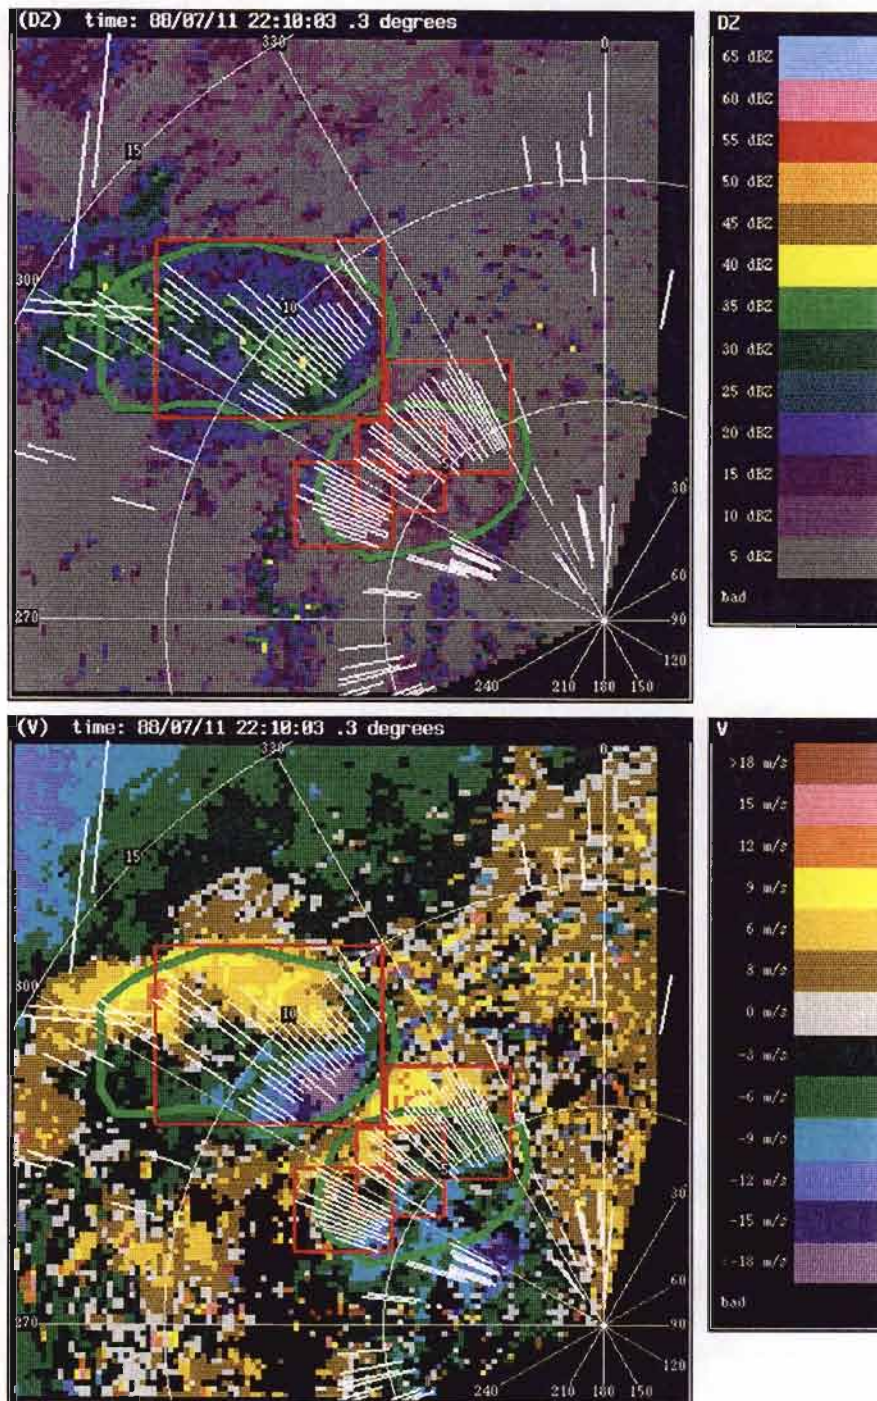 (DZ) time: 88/07/11 22:10:03 .3 degrees
330
0
15
300
10
5
270
30
60
90
120
240
210
180
150
DZ
65 dBZ
60 dBZ
55 dBZ
50 dBZ
45 dBZ
40 dBZ
35 dBZ
30 dBZ
25 dBZ
20 dBZ
15 dBZ
10 dBZ
5 dBZ
bad
(V) time: 88/07/11 22:10:03 .3 degrees
330
0
15
300
10
5
270
30
60
90
120
240
210
180
150
V
>18 m/s
15 m/s
12 m/s
9 m/s
6 m/s
3 m/s
0 m/s
-3 m/s
-6 m/s
-9 m/s
-12 m/s
-15 m/s
<-18 m/s
bad